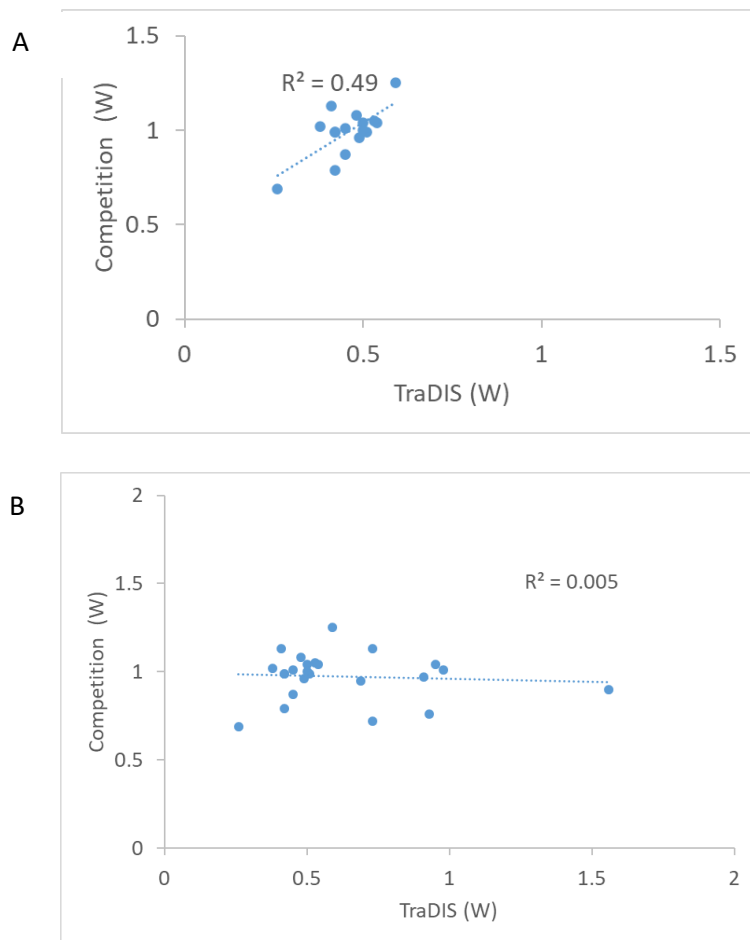 A
1.5
R² = 0.49
1
0.5
0
Competition (W)
0 0.5 1 1.5
TraDIS (W)
B
2
1.5
R² = 0.005
1
0.5
0
Competition (W)
0 0.5 1 1.5 2
TraDIS (W)